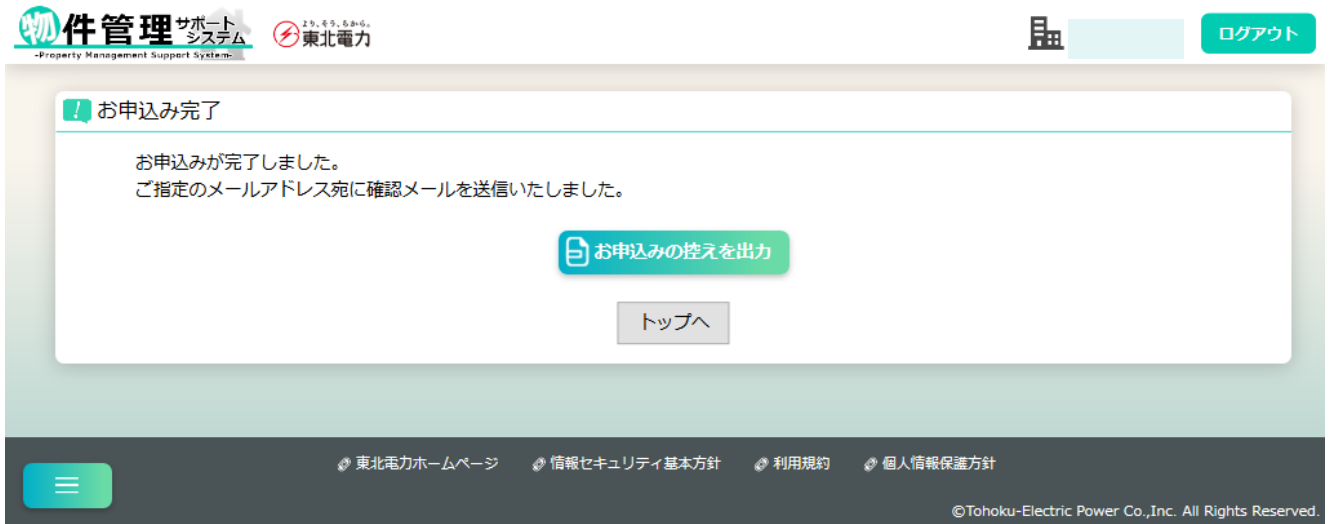 物件管理サポートシステム
-Property Management Support System-
より、そう、ちから。
東北電力
ログアウト
お申込み完了
お申込みが完了しました。
ご指定のメールアドレス宛に確認メールを送信いたしました。
お申込みの控えを出力
トップへ
東北電力ホームページ 情報セキュリティ基本方針 利用規約 個人情報保護方針
©Tohoku-Electric Power Co.,Inc. All Rights Reserved.